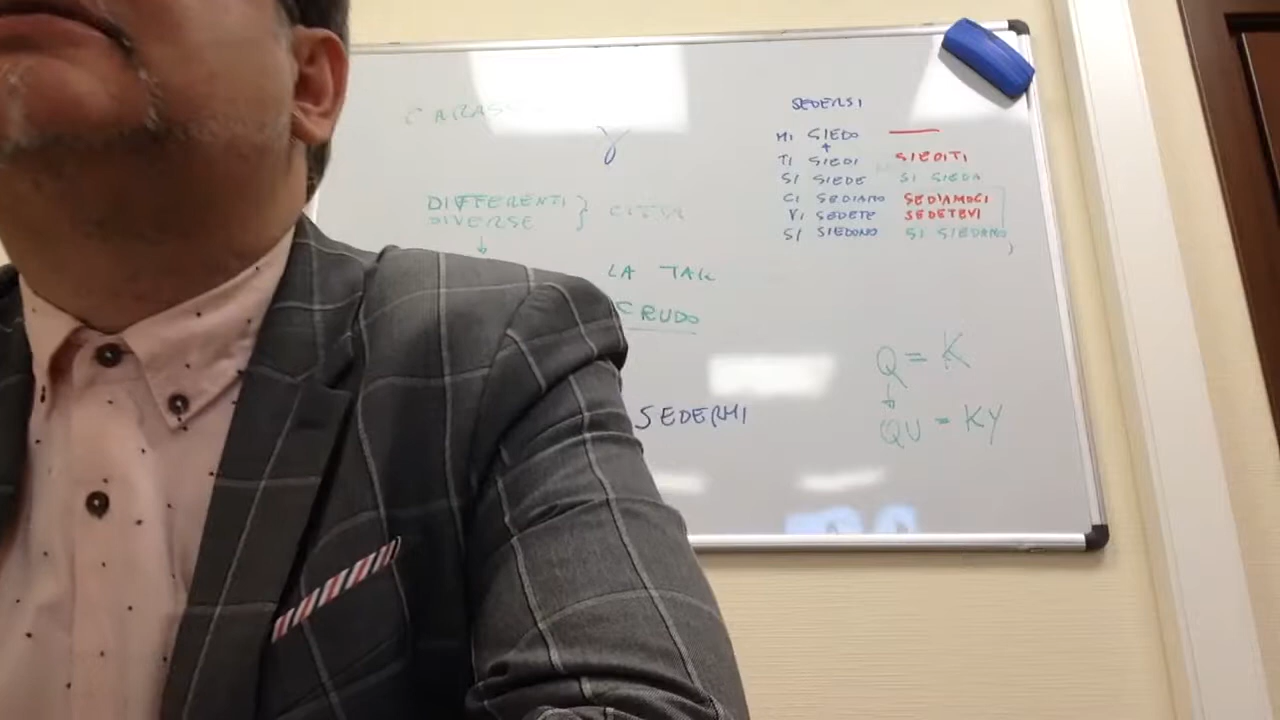 SEDERSI
MI SIEDO
TI SIEDI SIEDITI
SI SIEDE SI SIEDA
CI SEDIAMO SEDIAMOCI
VI SEDETE SEDETEVI
SI SIEDONO SI SIEDANO
DIFFERENTI
DIVERSE
LA
CRUDO
SEDERMI
Q = K
QU = KY